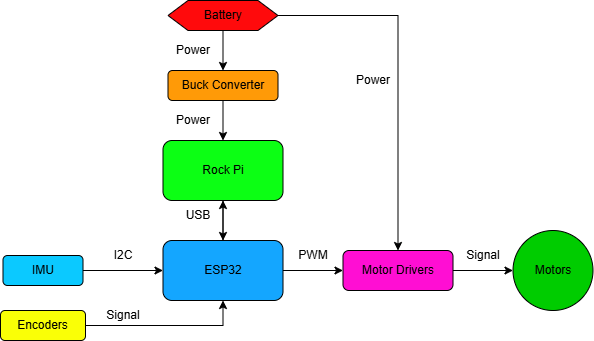 Battery
Power
Power
Buck Converter
Power
Rock Pi
USB
I2C
PWM
Signal
IMU
ESP32
Motor Drivers
Motors
Signal
Encoders